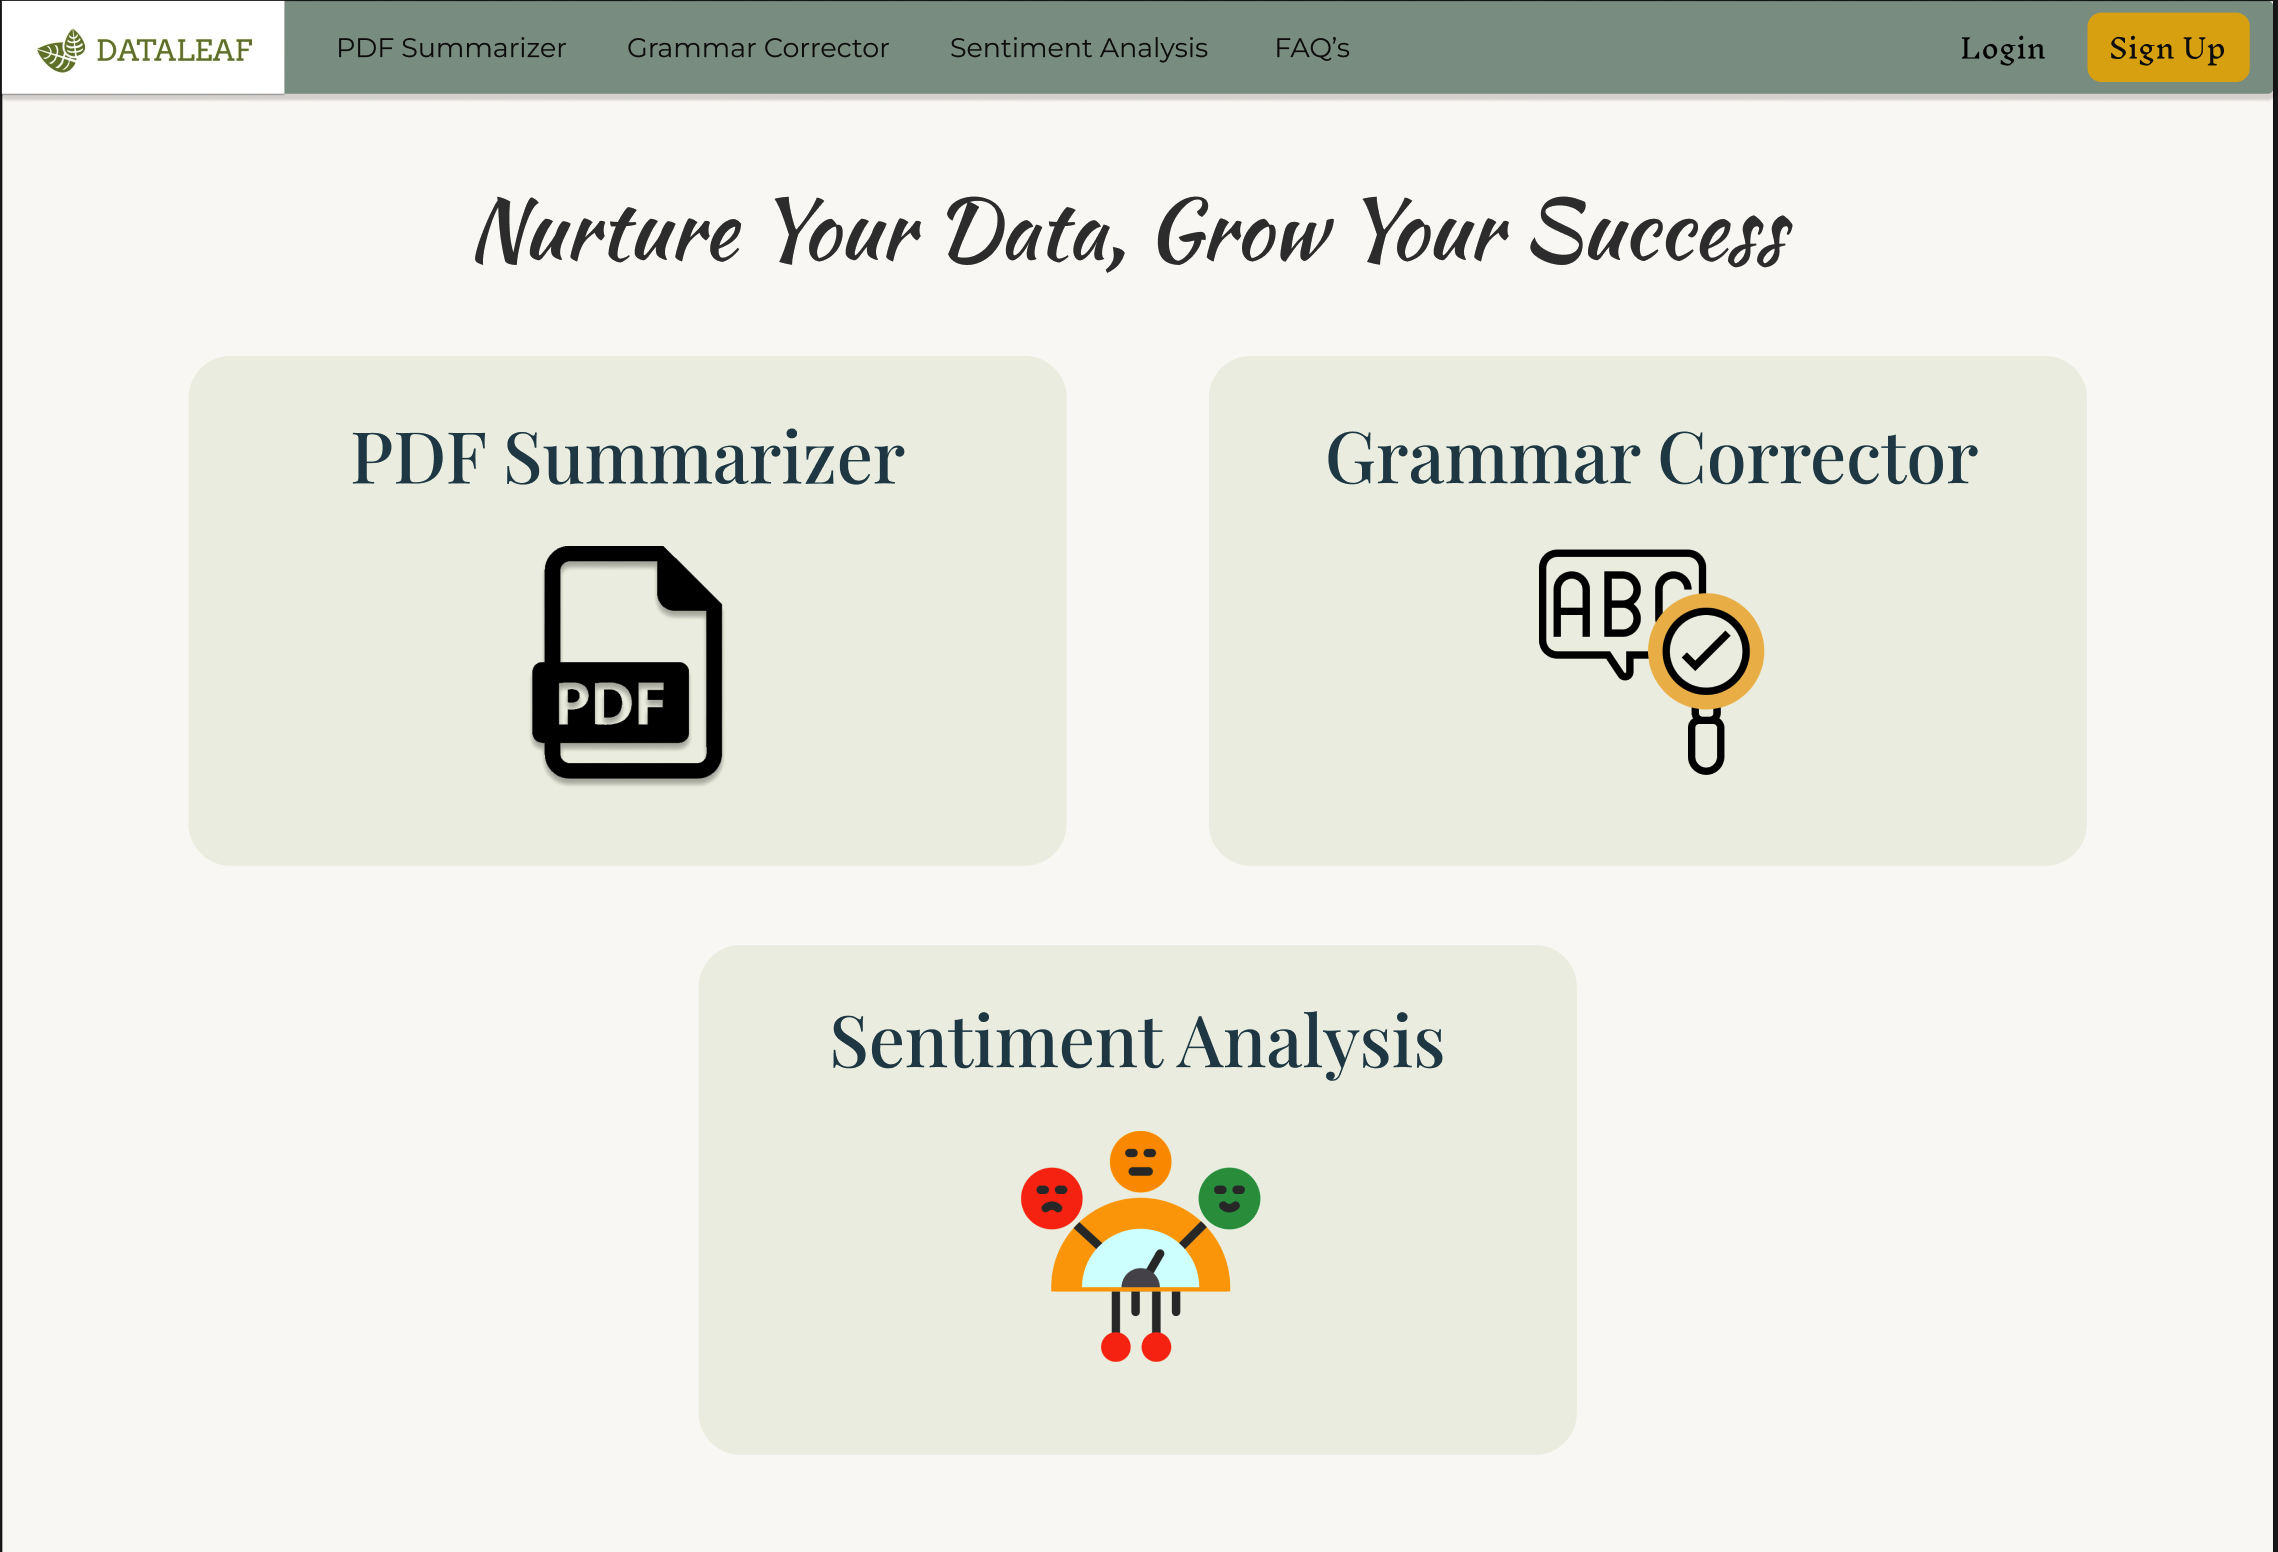 DATALEAF
PDF Summarizer
Grammar Corrector
Sentiment Analysis
FAQ’s
Login
Sign Up
Nurture Your Data, Grow Your Success
PDF Summarizer
Grammar Corrector
PDF
ABC
Sentiment Analysis